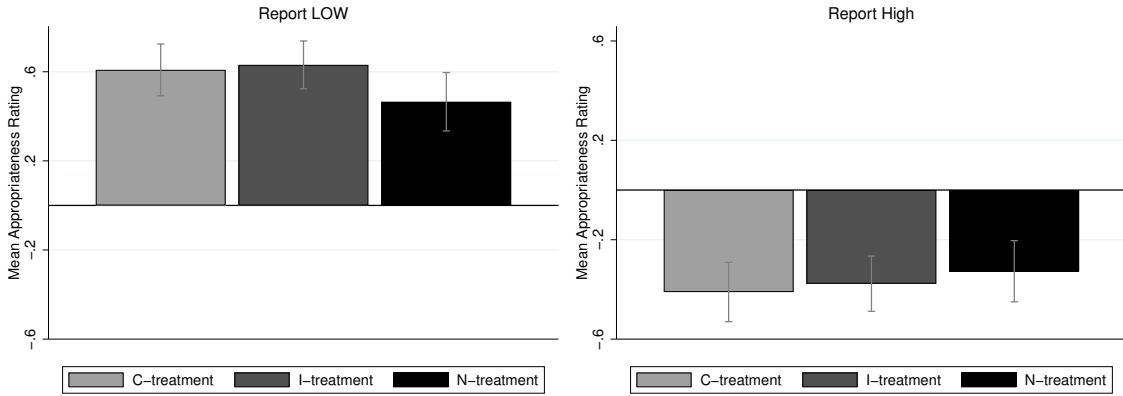 Report LOW
Mean Appropriateness Rating
.6
.2
-.2
-.6
C-treatment I-treatment N-treatment
Report High
Mean Appropriateness Rating
.6
.2
-.2
-.6
C-treatment I-treatment N-treatment